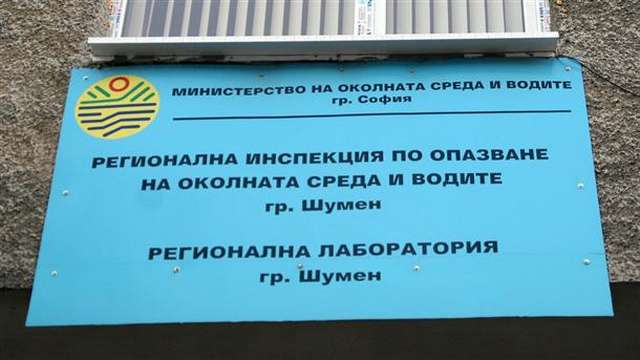 МИНИСТЕРСТВО НА ОКОЛНАТА СРЕДА И ВОДИТЕ
гр. София
РЕГИОНАЛНА ИНСПЕКЦИЯ ПО ОПАЗВАНЕ
НА ОКОЛНАТА СРЕДА И ВОДИТЕ
гр. Шумен
РЕГИОНАЛНА ЛАБОРАТОРИЯ
гр. Шумен